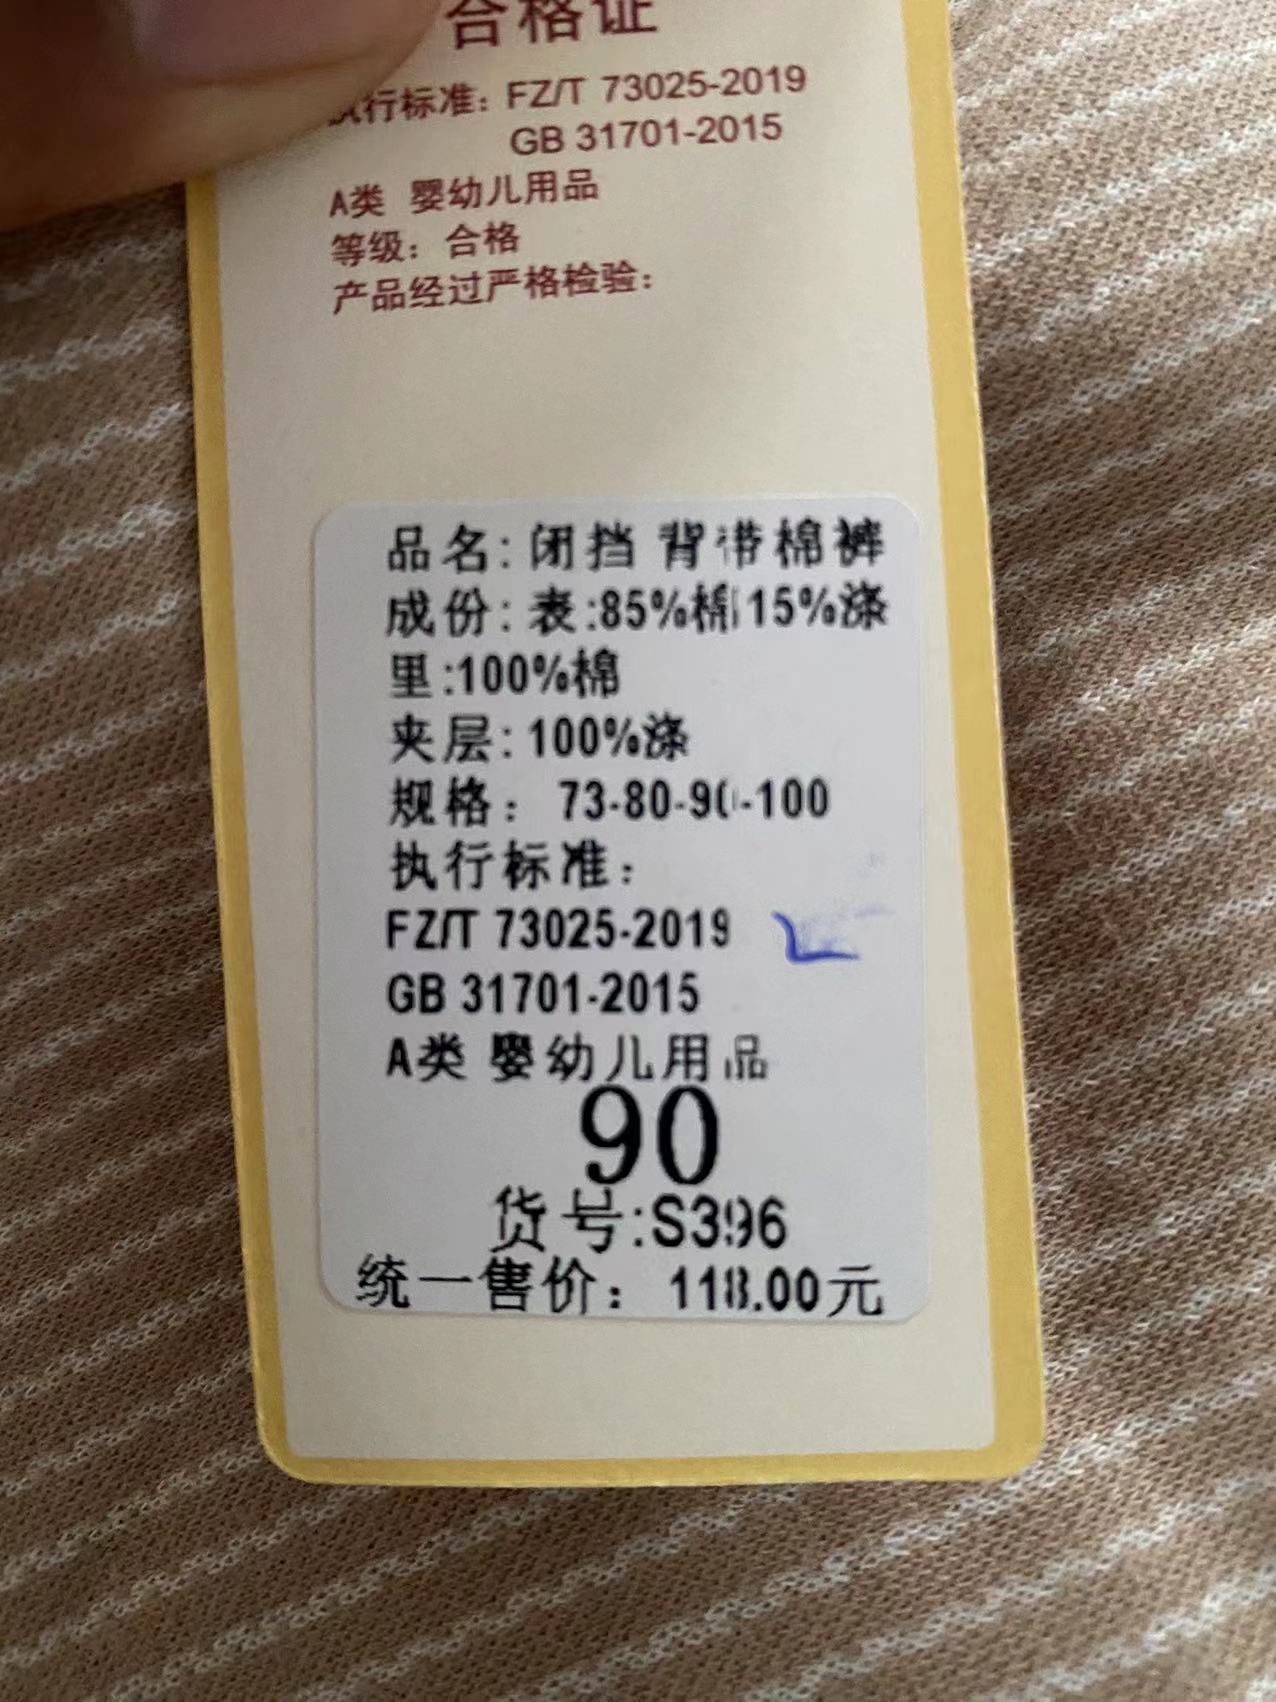 合格证
执行标准：FZ/T 73025-2019
GB 31701-2015
A类 婴幼儿用品
等级：合格
产品经过严格检验：
品名：闭挡 背带棉裤
成份：表:85%棉15%涤
里:100%棉
夹层：100%涤
规格： 73-80-90-100
执行标准：
FZ/T 73025-2019
GB 31701-2015
A类 婴幼儿用品
90
货号:S396
统一售价： 118.00元